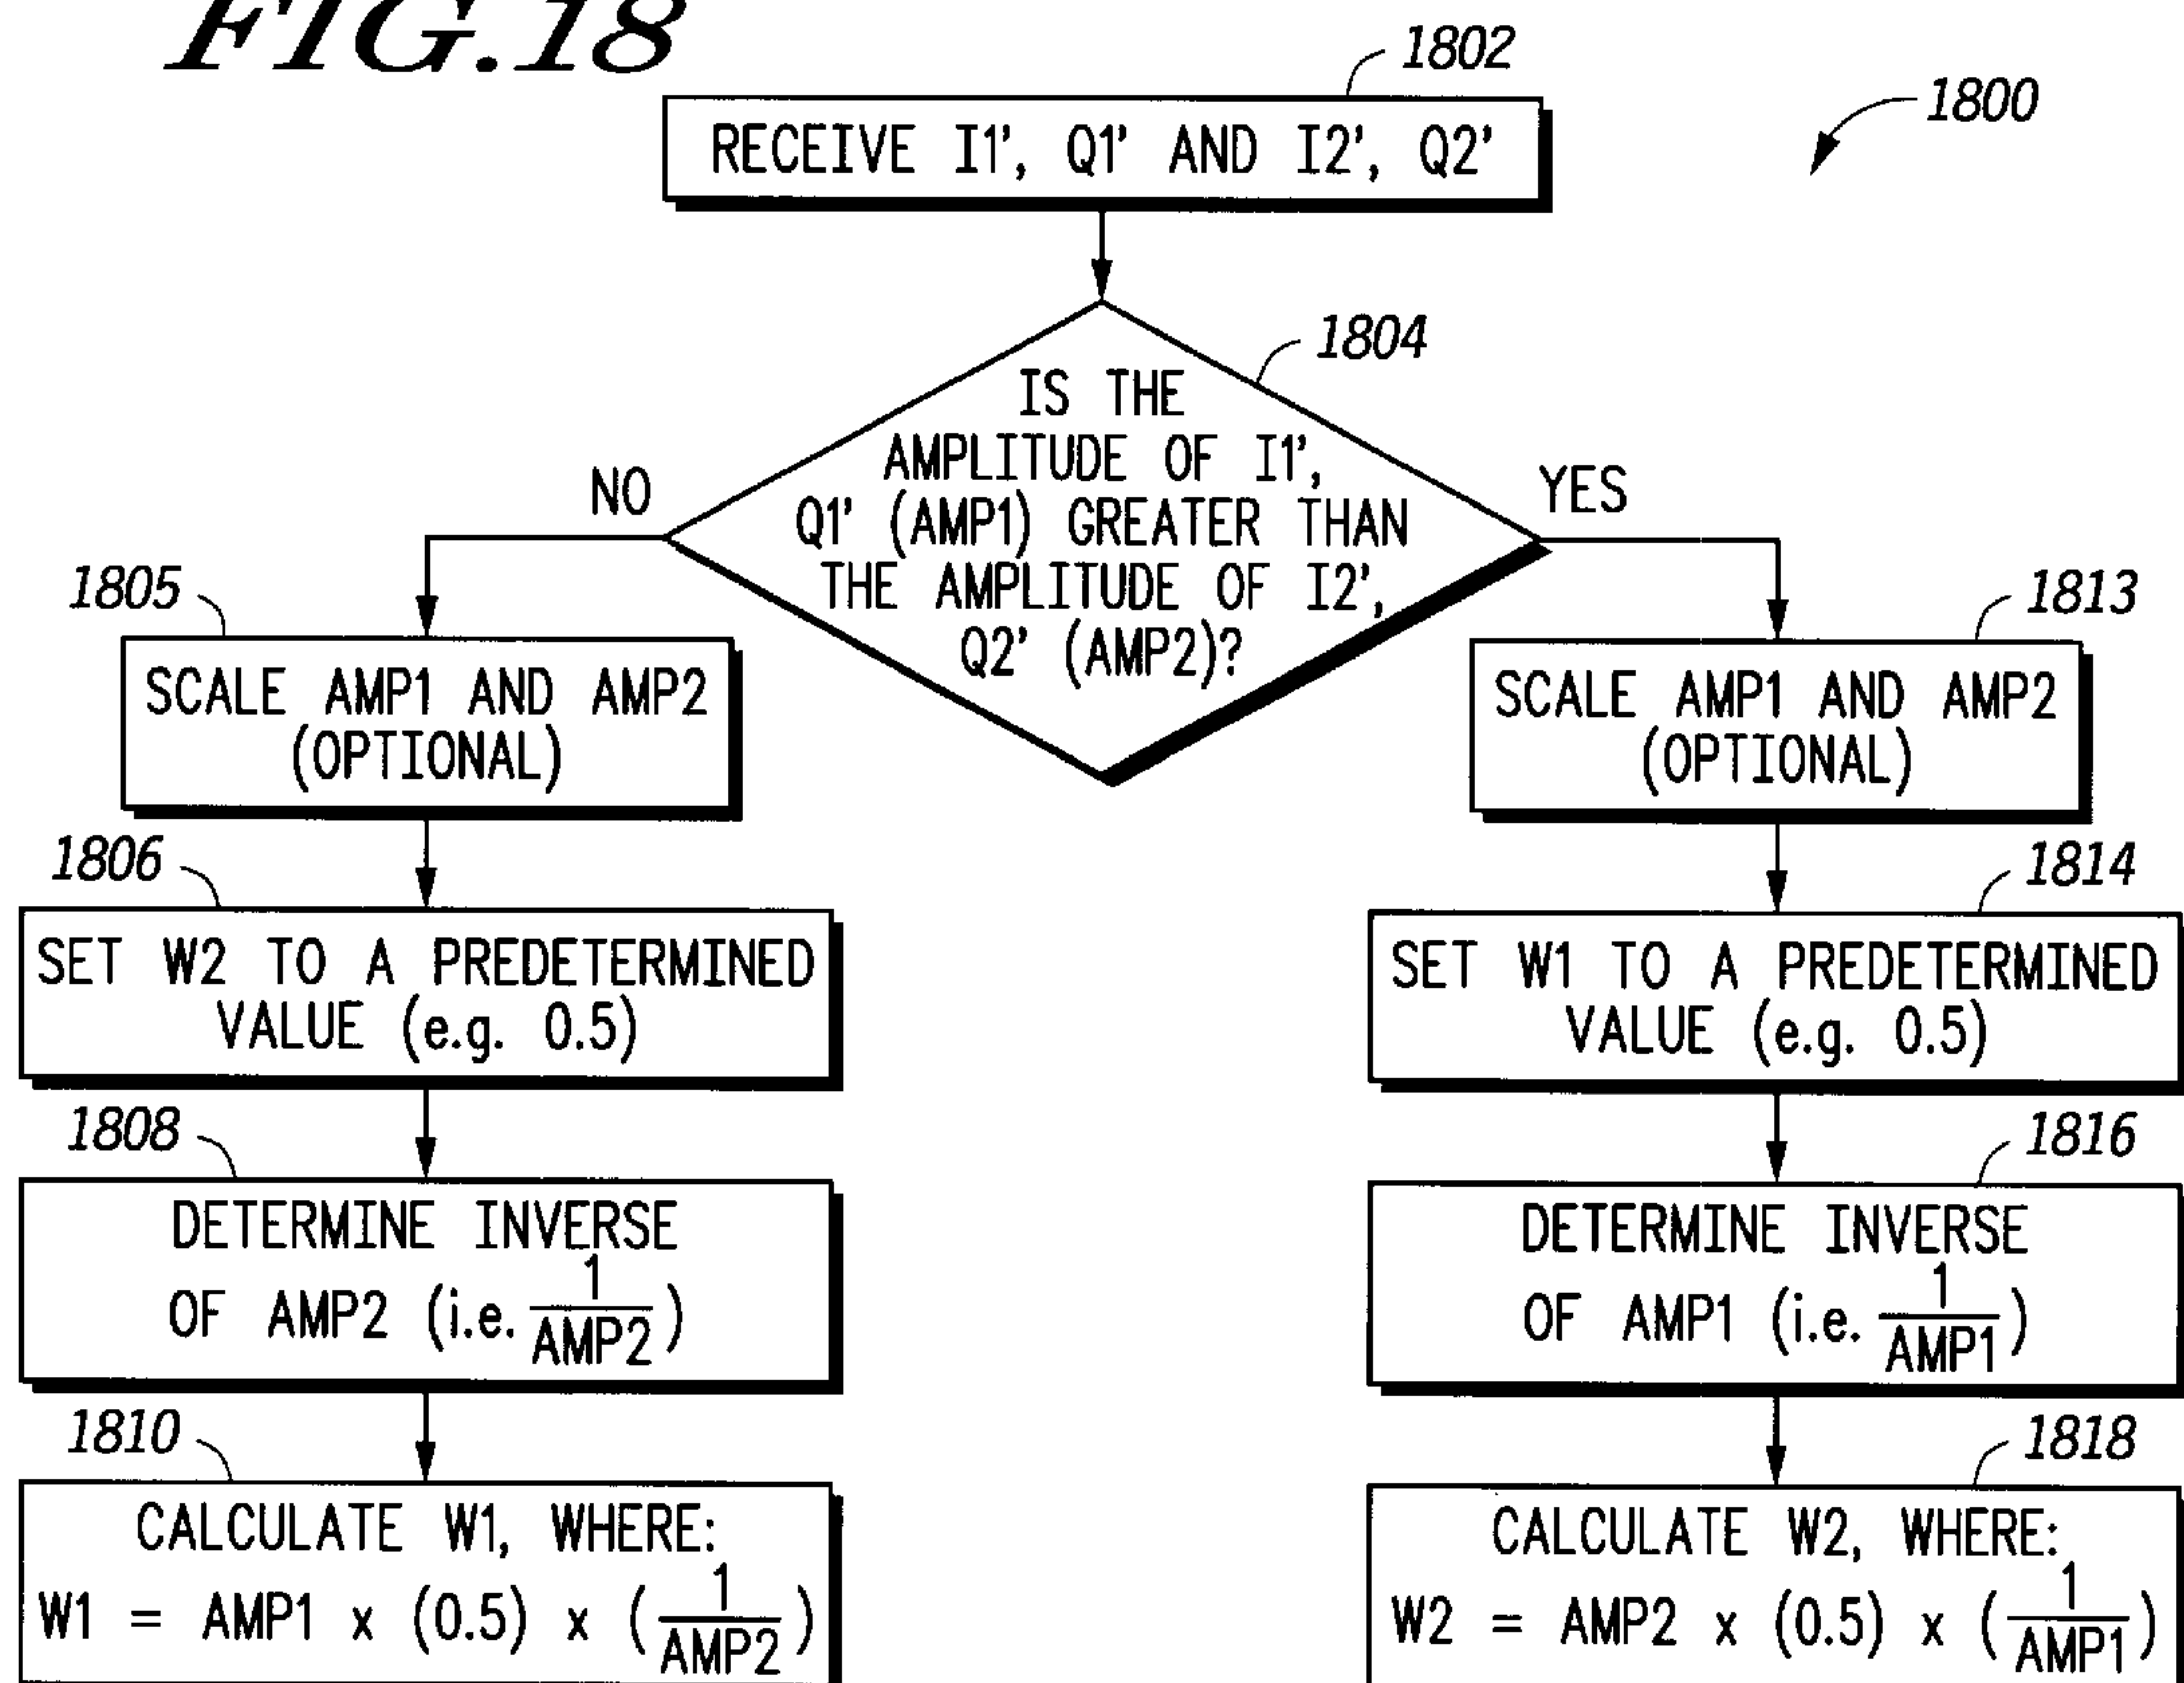 FIG.18
1802
1800
RECEIVE I1', Q1' AND I2', Q2'
1804
IS THE
AMPLITUDE OF I1',
Q1' (AMP1) GREATER THAN
THE AMPLITUDE OF I2',
Q2' (AMP2)?
NO
YES
1805
SCALE AMP1 AND AMP2
(OPTIONAL)
1806
SET W2 TO A PREDETERMINED
VALUE (e.g. 0.5)
1808
DETERMINE INVERSE
OF AMP2 (i.e. 1/AMP2)
1810
CALCULATE W1, WHERE:
W1 = AMP1 x (0.5) x (1/AMP2)
1813
SCALE AMP1 AND AMP2
(OPTIONAL)
1814
SET W1 TO A PREDETERMINED
VALUE (e.g. 0.5)
1816
DETERMINE INVERSE
OF AMP1 (i.e. 1/AMP1)
1818
CALCULATE W2, WHERE:
W2 = AMP2 x (0.5) x (1/AMP1)